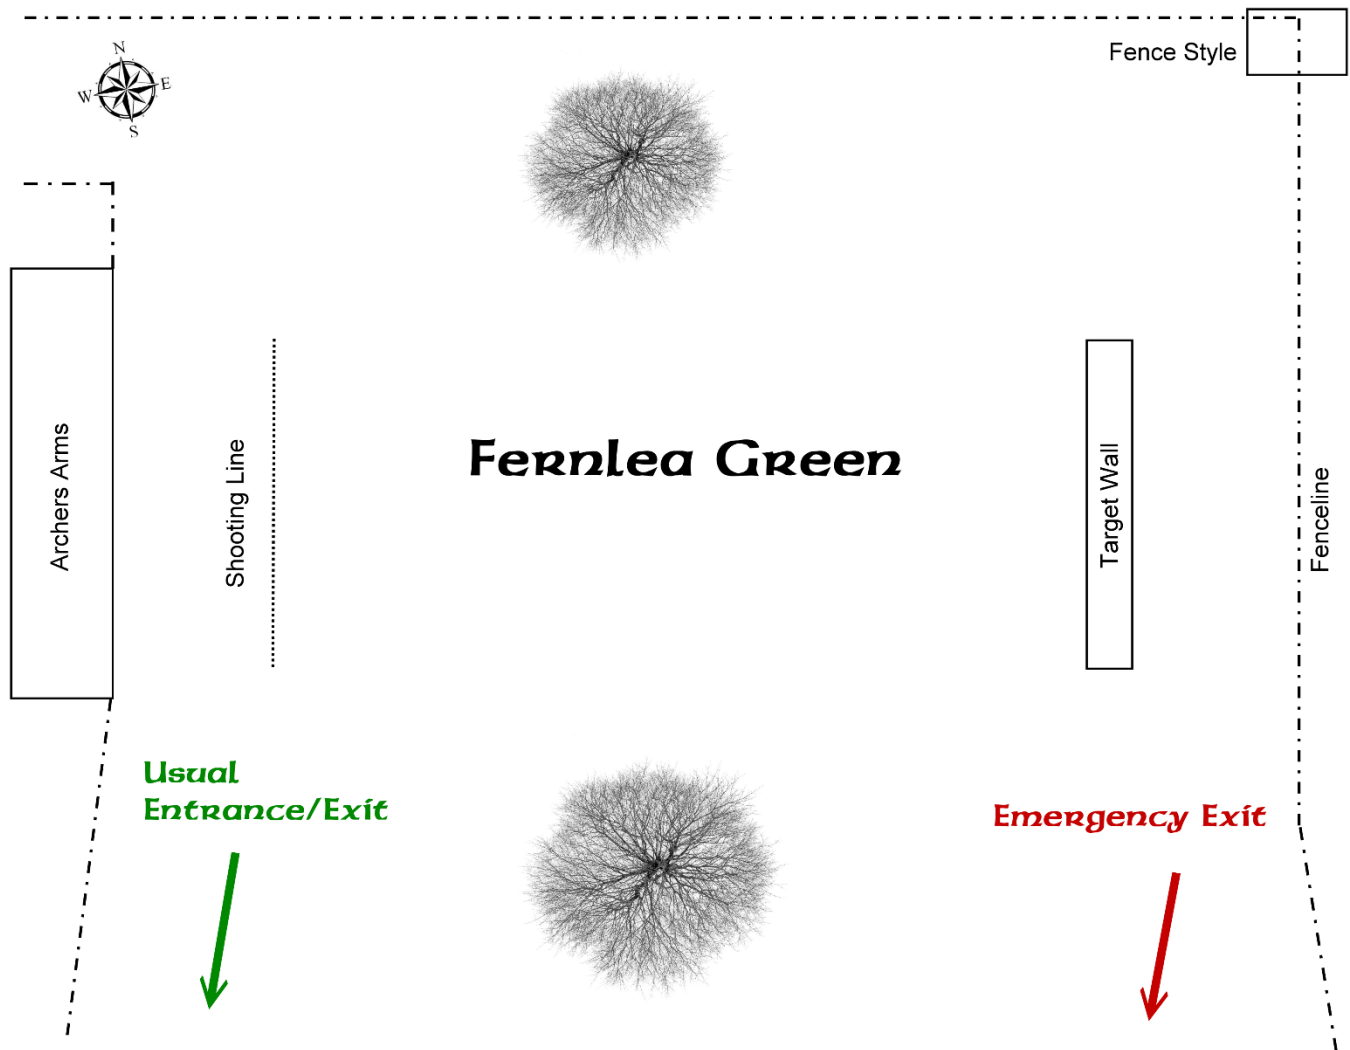 N
W
E
S
Fence Style
Archers Arms
Shooting Line
Fernlea Green
Target Wall
Fenceline
Usual
Entrance/Exit
Emergency Exit